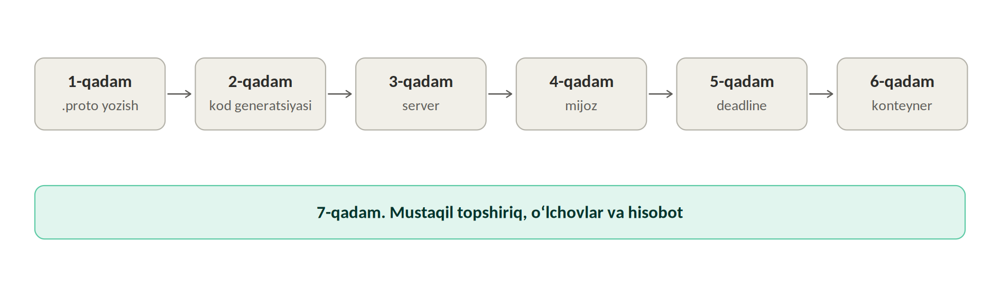 1-qadam
.proto yozish
2-qadam
kod generatsiyasi
3-qadam
server
4-qadam
mijoz
5-qadam
deadline
6-qadam
konteyner
7-qadam. Mustaqil topshiriq, oʻlchovlar va hisobot